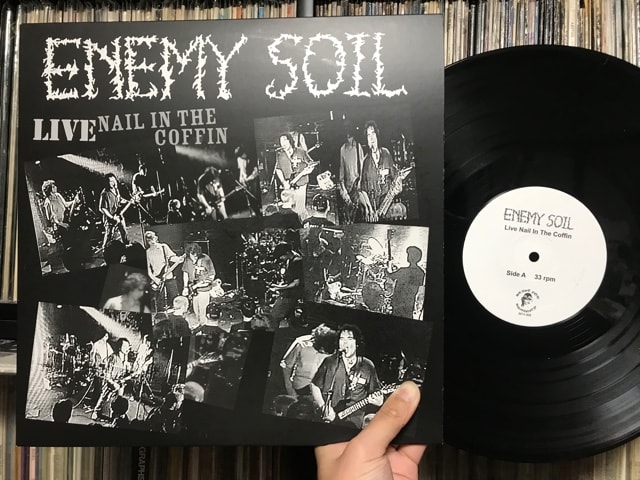 ENEMY SOIL
LIVE NAIL IN THE
COFFIN
ENEMY SOIL
Live Nail In The Coffin
Side A 33 rpm